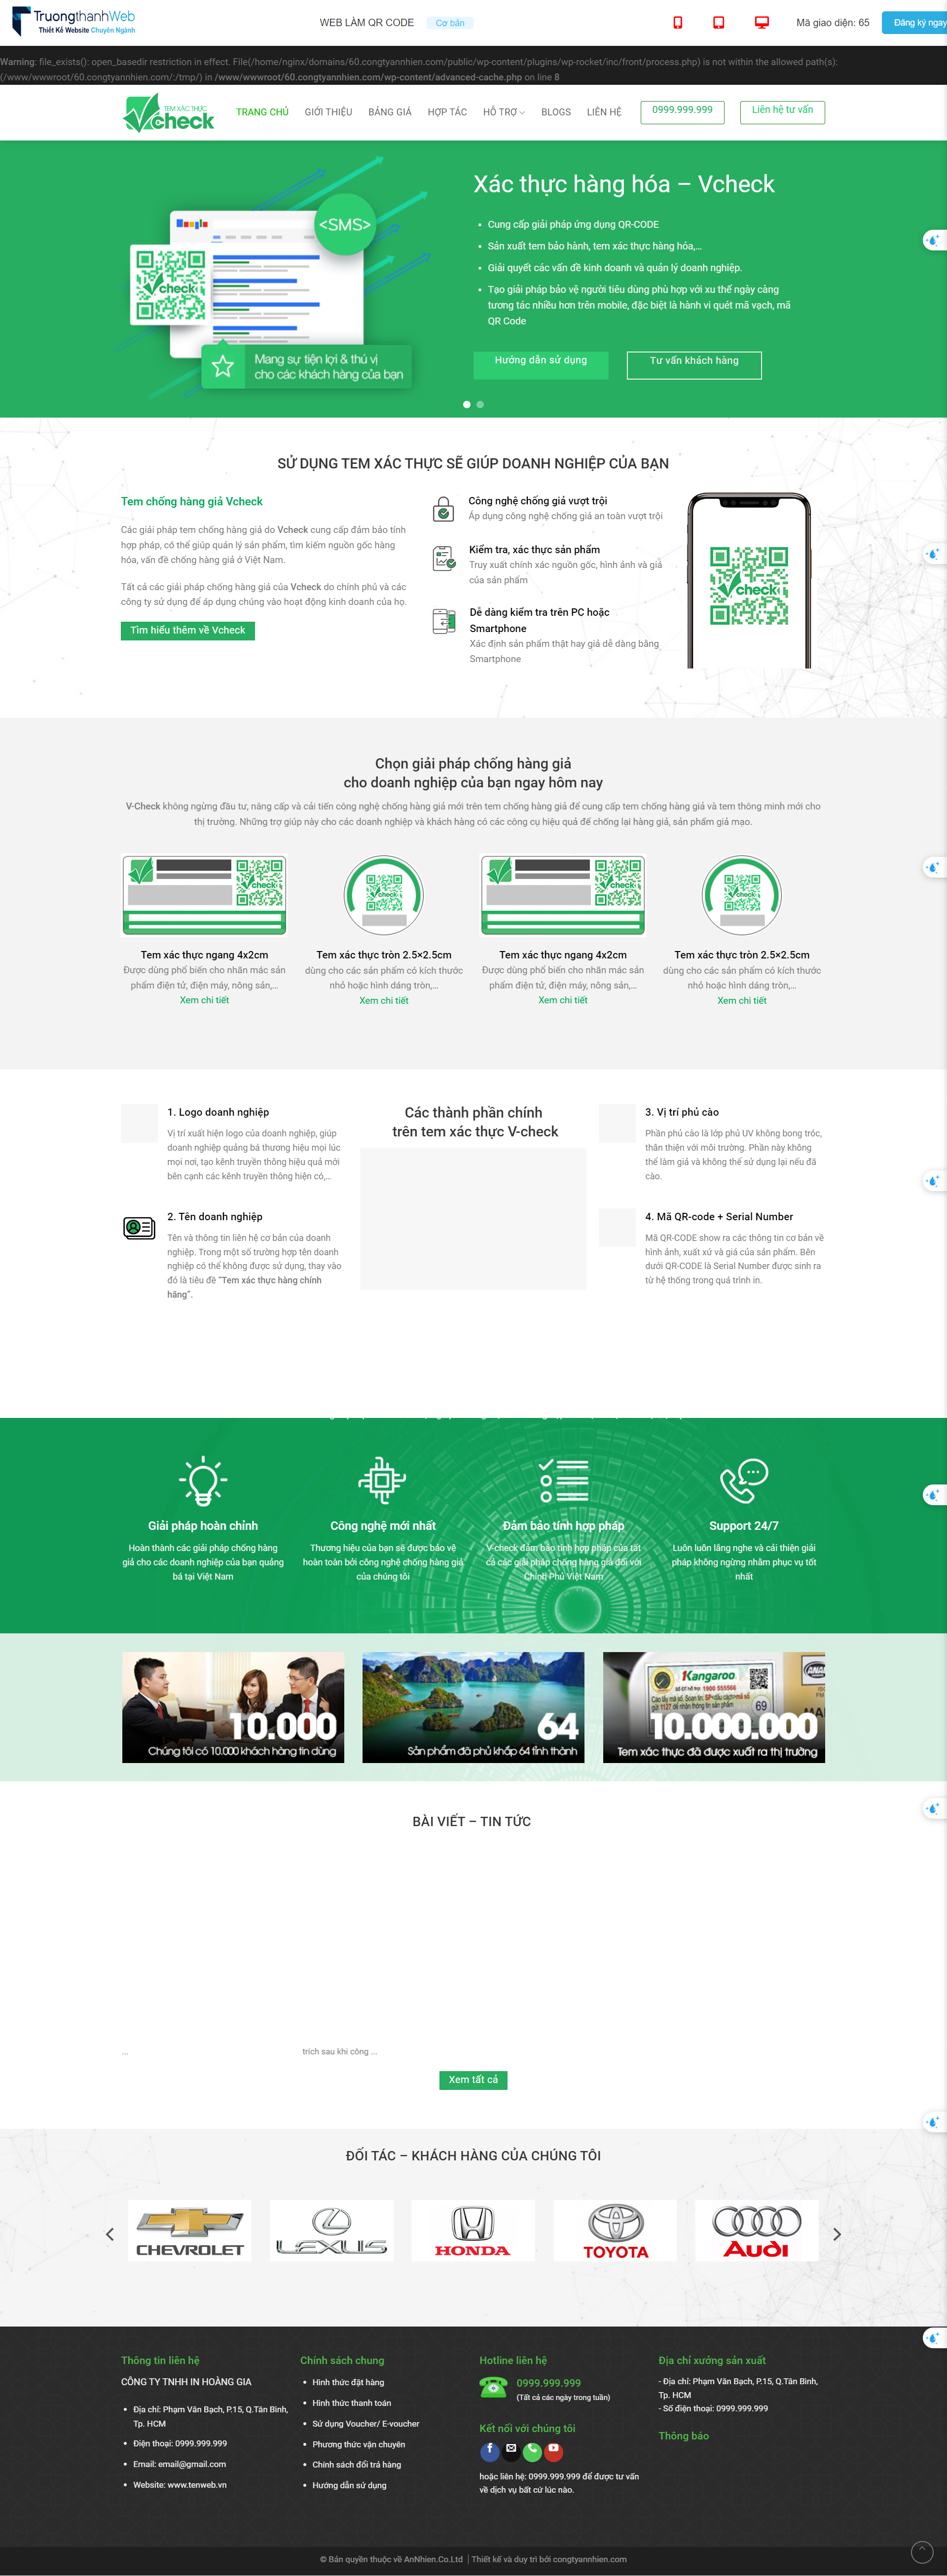 TruongthanhWeb
Thiết Kế Website Chuyên Ngành
WEB LÀM QR CODE
Cơ bản
Mã giao diện: 65
Đăng ký ngay
Warning: file_exists(): open_basedir restriction in effect. File(/home/nginx/domains/60.congtyannhien.com/public/wp-content/plugins/wp-rocket/inc/front/process.php) is not within the allowed path(s):
(/www/wwwroot/60.congtyannhien.com/:/tmp/) in /www/wwwroot/60.congtyannhien.com/wp-content/advanced-cache.php on line 8
TEM XÁC THỰC
Vcheck
TRANG CHỦ
GIỚI THIỆU
BẢNG GIÁ
HỢP TÁC
HỖ TRỢ
BLOGS
LIÊN HỆ
0999.999.999
Liên hệ tư vấn
<SMS>
Vcheck
Mang sự tiện lợi & thú vị
cho các khách hàng của bạn
Xác thực hàng hóa – Vcheck
Cung cấp giải pháp ứng dụng QR-CODE
Sản xuất tem bảo hành, tem xác thực hàng hóa,...
Giải quyết các vấn đề kinh doanh và quản lý doanh nghiệp.
Tạo giải pháp bảo vệ người tiêu dùng phù hợp với xu thế ngày càng
tương tác nhiều hơn trên mobile, đặc biệt là hành vi quét mã vạch, mã
QR Code
Hướng dẫn sử dụng
Tư vấn khách hàng
SỬ DỤNG TEM XÁC THỰC SẼ GIÚP DOANH NGHIỆP CỦA BẠN
Tem chống hàng giả Vcheck
Các giải pháp tem chống hàng giả do Vcheck cung cấp đảm bảo tính
hợp pháp, có thể giúp quản lý sản phẩm, tìm kiếm nguồn gốc hàng
hóa, vấn đề chống hàng giả ở Việt Nam.
Tất cả các giải pháp chống hàng giả của Vcheck do chính phủ và các
công ty sử dụng để áp dụng chúng vào hoạt động kinh doanh của họ.
Tìm hiểu thêm về Vcheck
Công nghệ chống giả vượt trội
Áp dụng công nghệ chống giả an toàn vượt trội
Kiểm tra, xác thực sản phẩm
Truy xuất chính xác nguồn gốc, hình ảnh và giá
của sản phẩm
Dễ dàng kiểm tra trên PC hoặc
Smartphone
Xác định sản phẩm thật hay giả dễ dàng bằng
Smartphone
Vcheck
Chọn giải pháp chống hàng giả
cho doanh nghiệp của bạn ngay hôm nay
V-Check không ngừng đầu tư, nâng cấp và cải tiến công nghệ chống hàng giả mới trên tem chống hàng giả để cung cấp tem chống hàng giả và tem thông minh mới cho
thị trường. Những trợ giúp này cho các doanh nghiệp và khách hàng có các công cụ hiệu quả để chống lại hàng giả, sản phẩm giả mạo.
Vcheck
Vcheck
Vcheck
Vcheck
Tem xác thực ngang 4x2cm
Được dùng phổ biến cho nhãn mác sản
phẩm điện tử, điện máy, nông sản,…
Xem chi tiết
Tem xác thực tròn 2.5×2.5cm
dùng cho các sản phẩm có kích thước
nhỏ hoặc hình dáng tròn,…
Xem chi tiết
Tem xác thực ngang 4x2cm
Được dùng phổ biến cho nhãn mác sản
phẩm điện tử, điện máy, nông sản,…
Xem chi tiết
Tem xác thực tròn 2.5×2.5cm
dùng cho các sản phẩm có kích thước
nhỏ hoặc hình dáng tròn,…
Xem chi tiết
1. Logo doanh nghiệp
Vị trí xuất hiện logo của doanh nghiệp, giúp
doanh nghiệp quảng bá thương hiệu mọi lúc
mọi nơi, tạo kênh truyền thông hiệu quả mới
bên cạnh các kênh truyền thông hiện có,…
2. Tên doanh nghiệp
Tên và thông tin liên hệ cơ bản của doanh
nghiệp. Trong một số trường hợp tên doanh
nghiệp có thể không được sử dụng, thay vào
đó là tiêu đề “Tem xác thực hàng chính
hãng”.
Các thành phần chính
trên tem xác thực V-check
3. Vị trí phủ cào
Phần phủ cào là lớp phủ UV không bong tróc,
thân thiện với môi trường. Phần này không
thể làm giả và không thể sử dụng lại nếu đã
cào.
4. Mã QR-code + Serial Number
Mã QR-CODE show ra các thông tin cơ bản về
hình ảnh, xuất xứ và giá của sản phẩm. Bên
dưới QR-CODE là Serial Number được sinh ra
từ hệ thống trong quá trình in.
Giải pháp hoàn chỉnh
Hoàn thành các giải pháp chống hàng
giả cho các doanh nghiệp của bạn quảng
bá tại Việt Nam
Công nghệ mới nhất
Thương hiệu của bạn sẽ được bảo vệ
hoàn toàn bởi công nghệ chống hàng giả
của chúng tôi
Đảm bảo tính hợp pháp
V-check đảm bảo tính hợp pháp của tất
cả các giải pháp chống hàng giả đối với
Chính Phủ Việt Nam
Support 24/7
Luôn luôn lắng nghe và cải thiện giải
pháp không ngừng nhằm phục vụ tốt
nhất
10.000
Chúng tôi có 10.000 khách hàng tin dùng
64
Sản phẩm đã phủ khắp 64 tỉnh thành
Kangaroo
1900 555566
69
10.000.000
Tem xác thực đã được xuất ra thị trường
BÀI VIẾT – TIN TỨC
...
trích sau khi công ...
Xem tất cả
ĐỐI TÁC – KHÁCH HÀNG CỦA CHÚNG TÔI
CHEVROLET
LEXUS
HONDA
TOYOTA
Audi
Thông tin liên hệ
CÔNG TY TNHH IN HOÀNG GIA
Địa chỉ: Phạm Văn Bạch, P.15, Q.Tân Bình,
Tp. HCM
Điện thoại: 0999.999.999
Email: email@gmail.com
Website: www.tenweb.vn
Chính sách chung
Hình thức đặt hàng
Hình thức thanh toán
Sử dụng Voucher/ E-voucher
Phương thức vận chuyên
Chính sách đổi trả hàng
Hướng dẫn sử dụng
Hotline liên hệ
0999.999.999
(Tất cả các ngày trong tuần)
Kết nối với chúng tôi
hoặc liên hệ: 0999.999.999 để được tư vấn
về dịch vụ bất cứ lúc nào.
Địa chỉ xưởng sản xuất
- Địa chỉ: Phạm Văn Bạch, P.15, Q.Tân Bình,
Tp. HCM
- Số điện thoại: 0999.999.999
Thông báo
© Bản quyền thuộc về AnNhien.Co.Ltd | Thiết kế và duy trì bởi congtyannhien.com